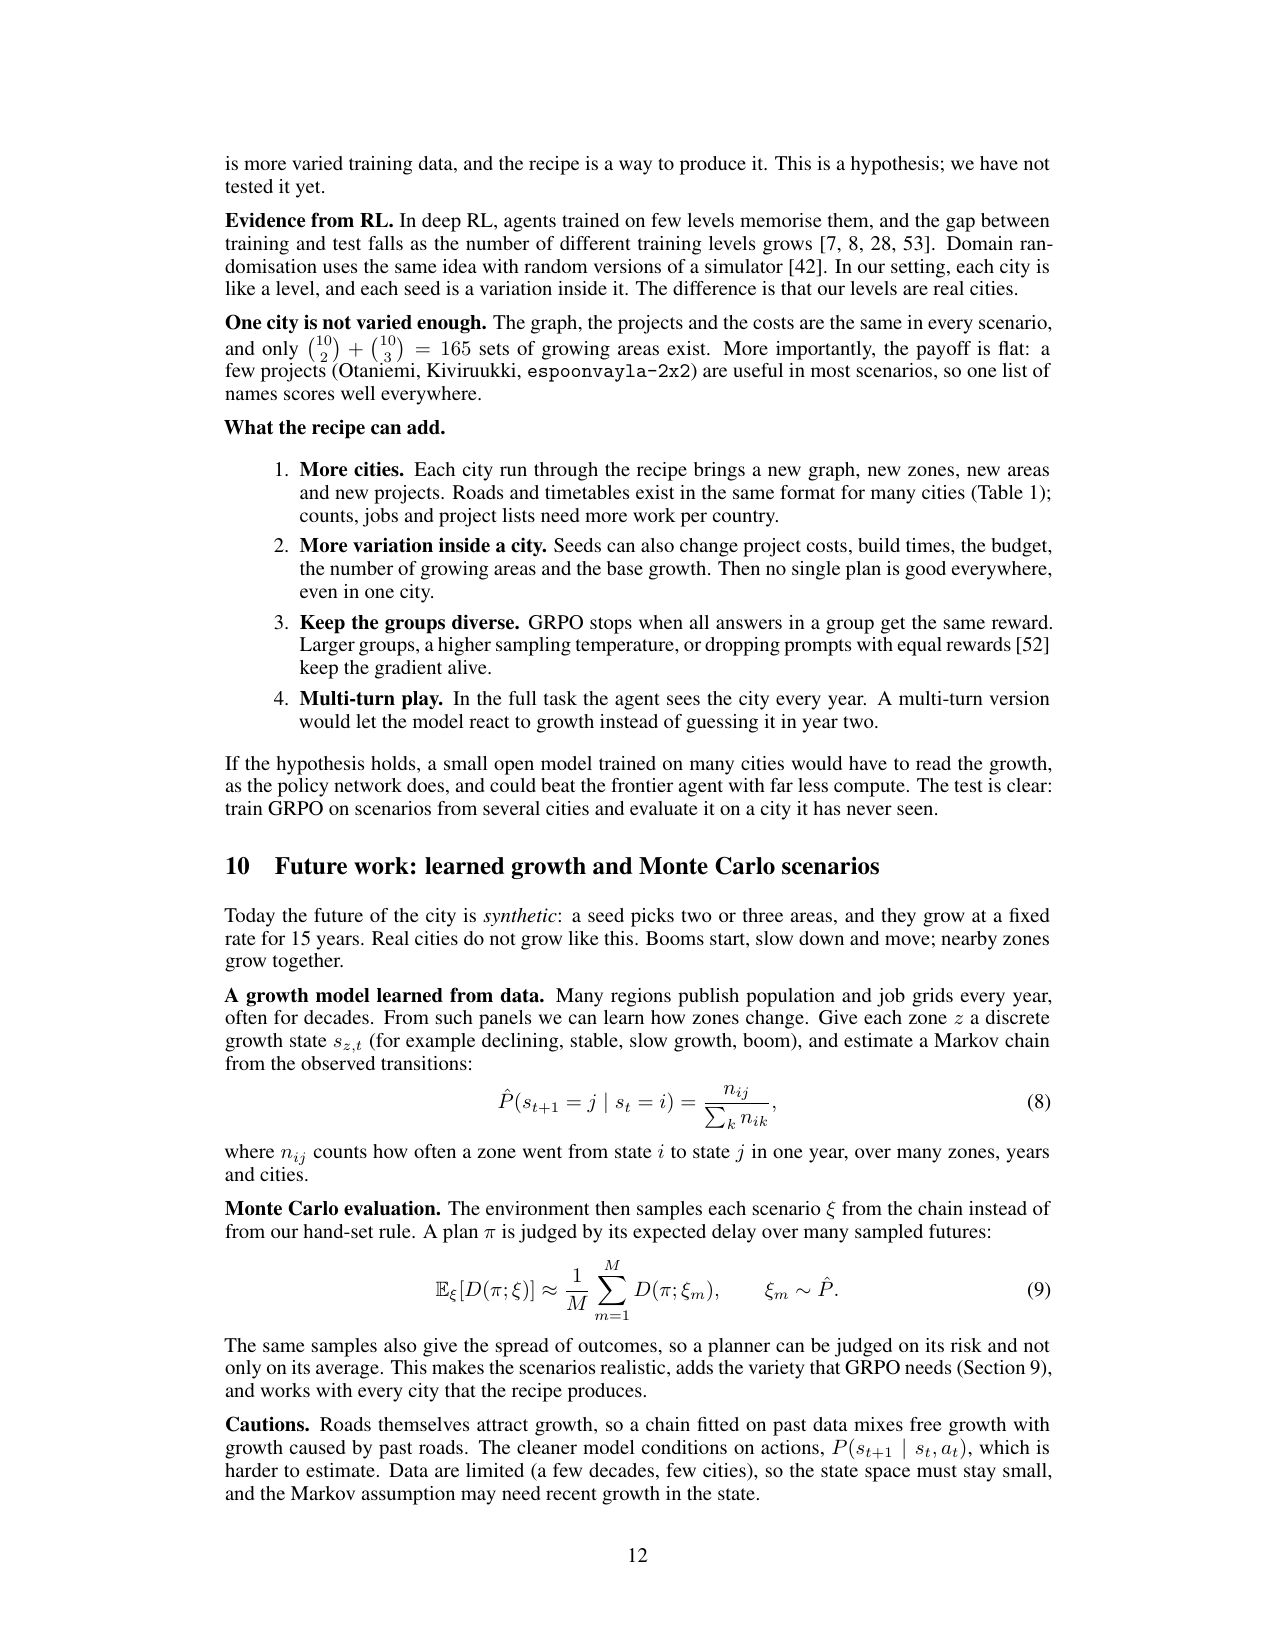 is more varied training data, and the recipe is a way to produce it. This is a hypothesis; we have not
tested it yet.
Evidence from RL. In deep RL, agents trained on few levels memorise them, and the gap between
training and test falls as the number of different training levels grows [7, 8, 28, 53]. Domain ran-
domisation uses the same idea with random versions of a simulator [42]. In our setting, each city is
like a level, and each seed is a variation inside it. The difference is that our levels are real cities.
One city is not varied enough. The graph, the projects and the costs are the same in every scenario,
and only $\binom{10}{2} + \binom{10}{3} = 165$ sets of growing areas exist. More importantly, the payoff is flat: a
few projects (Otaniemi, Kiviruukki, espoonvayla-2x2) are useful in most scenarios, so one list of
names scores well everywhere.
What the recipe can add.
1. More cities. Each city run through the recipe brings a new graph, new zones, new areas
and new projects. Roads and timetables exist in the same format for many cities (Table 1);
counts, jobs and project lists need more work per country.
2. More variation inside a city. Seeds can also change project costs, build times, the budget,
the number of growing areas and the base growth. Then no single plan is good everywhere,
even in one city.
3. Keep the groups diverse. GRPO stops when all answers in a group get the same reward.
Larger groups, a higher sampling temperature, or dropping prompts with equal rewards [52]
keep the gradient alive.
4. Multi-turn play. In the full task the agent sees the city every year. A multi-turn version
would let the model react to growth instead of guessing it in year two.
If the hypothesis holds, a small open model trained on many cities would have to read the growth,
as the policy network does, and could beat the frontier agent with far less compute. The test is clear:
train GRPO on scenarios from several cities and evaluate it on a city it has never seen.
10 Future work: learned growth and Monte Carlo scenarios
Today the future of the city is synthetic: a seed picks two or three areas, and they grow at a fixed
rate for 15 years. Real cities do not grow like this. Booms start, slow down and move; nearby zones
grow together.
A growth model learned from data. Many regions publish population and job grids every year,
often for decades. From such panels we can learn how zones change. Give each zone $z$ a discrete
growth state $s_{z,t}$ (for example declining, stable, slow growth, boom), and estimate a Markov chain
from the observed transitions:
$\hat{P}(s_{t+1} = j \mid s_t = i) = \frac{n_{ij}}{\sum_k n_{ik}},$ (8)
where $n_{ij}$ counts how often a zone went from state $i$ to state $j$ in one year, over many zones, years
and cities.
Monte Carlo evaluation. The environment then samples each scenario $\xi$ from the chain instead of
from our hand-set rule. A plan $\pi$ is judged by its expected delay over many sampled futures:
$\mathbb{E}_\xi[D(\pi; \xi)] \approx \frac{1}{M} \sum_{m=1}^{M} D(\pi; \xi_m), \qquad \xi_m \sim \hat{P}.$ (9)
The same samples also give the spread of outcomes, so a planner can be judged on its risk and not
only on its average. This makes the scenarios realistic, adds the variety that GRPO needs (Section 9),
and works with every city that the recipe produces.
Cautions. Roads themselves attract growth, so a chain fitted on past data mixes free growth with
growth caused by past roads. The cleaner model conditions on actions, $P(s_{t+1} \mid s_t, a_t)$, which is
harder to estimate. Data are limited (a few decades, few cities), so the state space must stay small,
and the Markov assumption may need recent growth in the state.
12